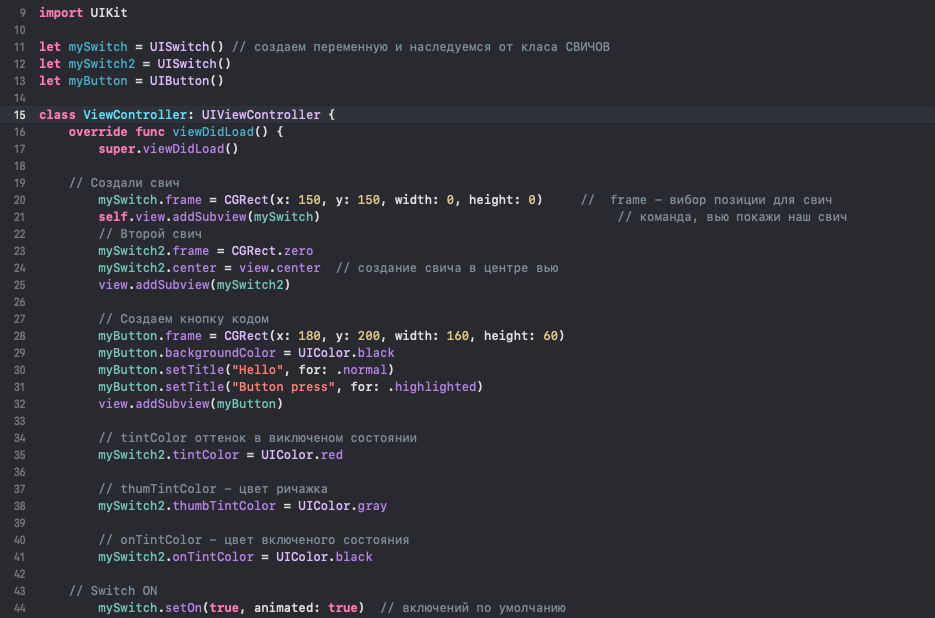 9 import UIKit
10
11 let mySwitch = UISwitch() // создаем переменную и наследуемся от класа СВИЧОВ
12 let mySwitch2 = UISwitch()
13 let myButton = UIButton()
14
15 class ViewController: UIViewController {
16     override func viewDidLoad() {
17         super.viewDidLoad()
18
19     // Создали свич
20         mySwitch.frame = CGRect(x: 150, y: 150, width: 0, height: 0)     //  frame – вибор позиции для свич
21         self.view.addSubview(mySwitch)                                        // команда, вью покажи наш свич
22         // Второй свич
23         mySwitch2.frame = CGRect.zero
24         mySwitch2.center = view.center  // создание свича в центре вью
25         view.addSubview(mySwitch2)
26
27         // Создаем кнопку кодом
28         myButton.frame = CGRect(x: 180, y: 200, width: 160, height: 60)
29         myButton.backgroundColor = UIColor.black
30         myButton.setTitle("Hello", for: .normal)
31         myButton.setTitle("Button press", for: .highlighted)
32         view.addSubview(myButton)
33
34         // tintColor оттенок в виключеном состоянии
35         mySwitch2.tintColor = UIColor.red
36
37         // thumTintColor – цвет ричажка
38         mySwitch2.thumbTintColor = UIColor.gray
39
40         // onTintColor – цвет включеного состояния
41         mySwitch2.onTintColor = UIColor.black
42
43     // Switch ON
44         mySwitch.setOn(true, animated: true)  // включений по умолчанию